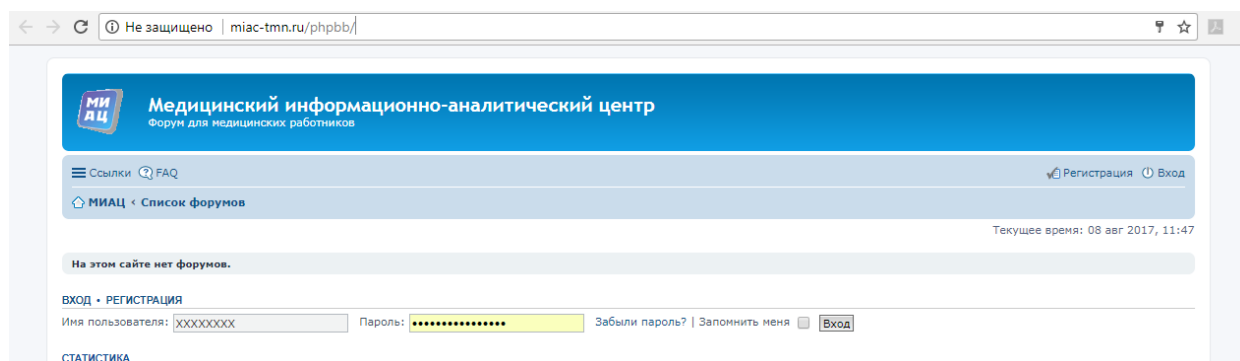 Не защищено | miac-tmn.ru/phpbb/
МИ
АЦ
Медицинский информационно-аналитический центр
Форум для медицинских работников
Ссылки FAQ
Регистрация Вход
МИАЦ ‹ Список форумов
Текущее время: 08 авг 2017, 11:47
На этом сайте нет форумов.
ВХОД • РЕГИСТРАЦИЯ
Имя пользователя: XXXXXXXX Пароль: •••••••••••••••• Забыли пароль? | Запомнить меня Вход
СТАТИСТИКА